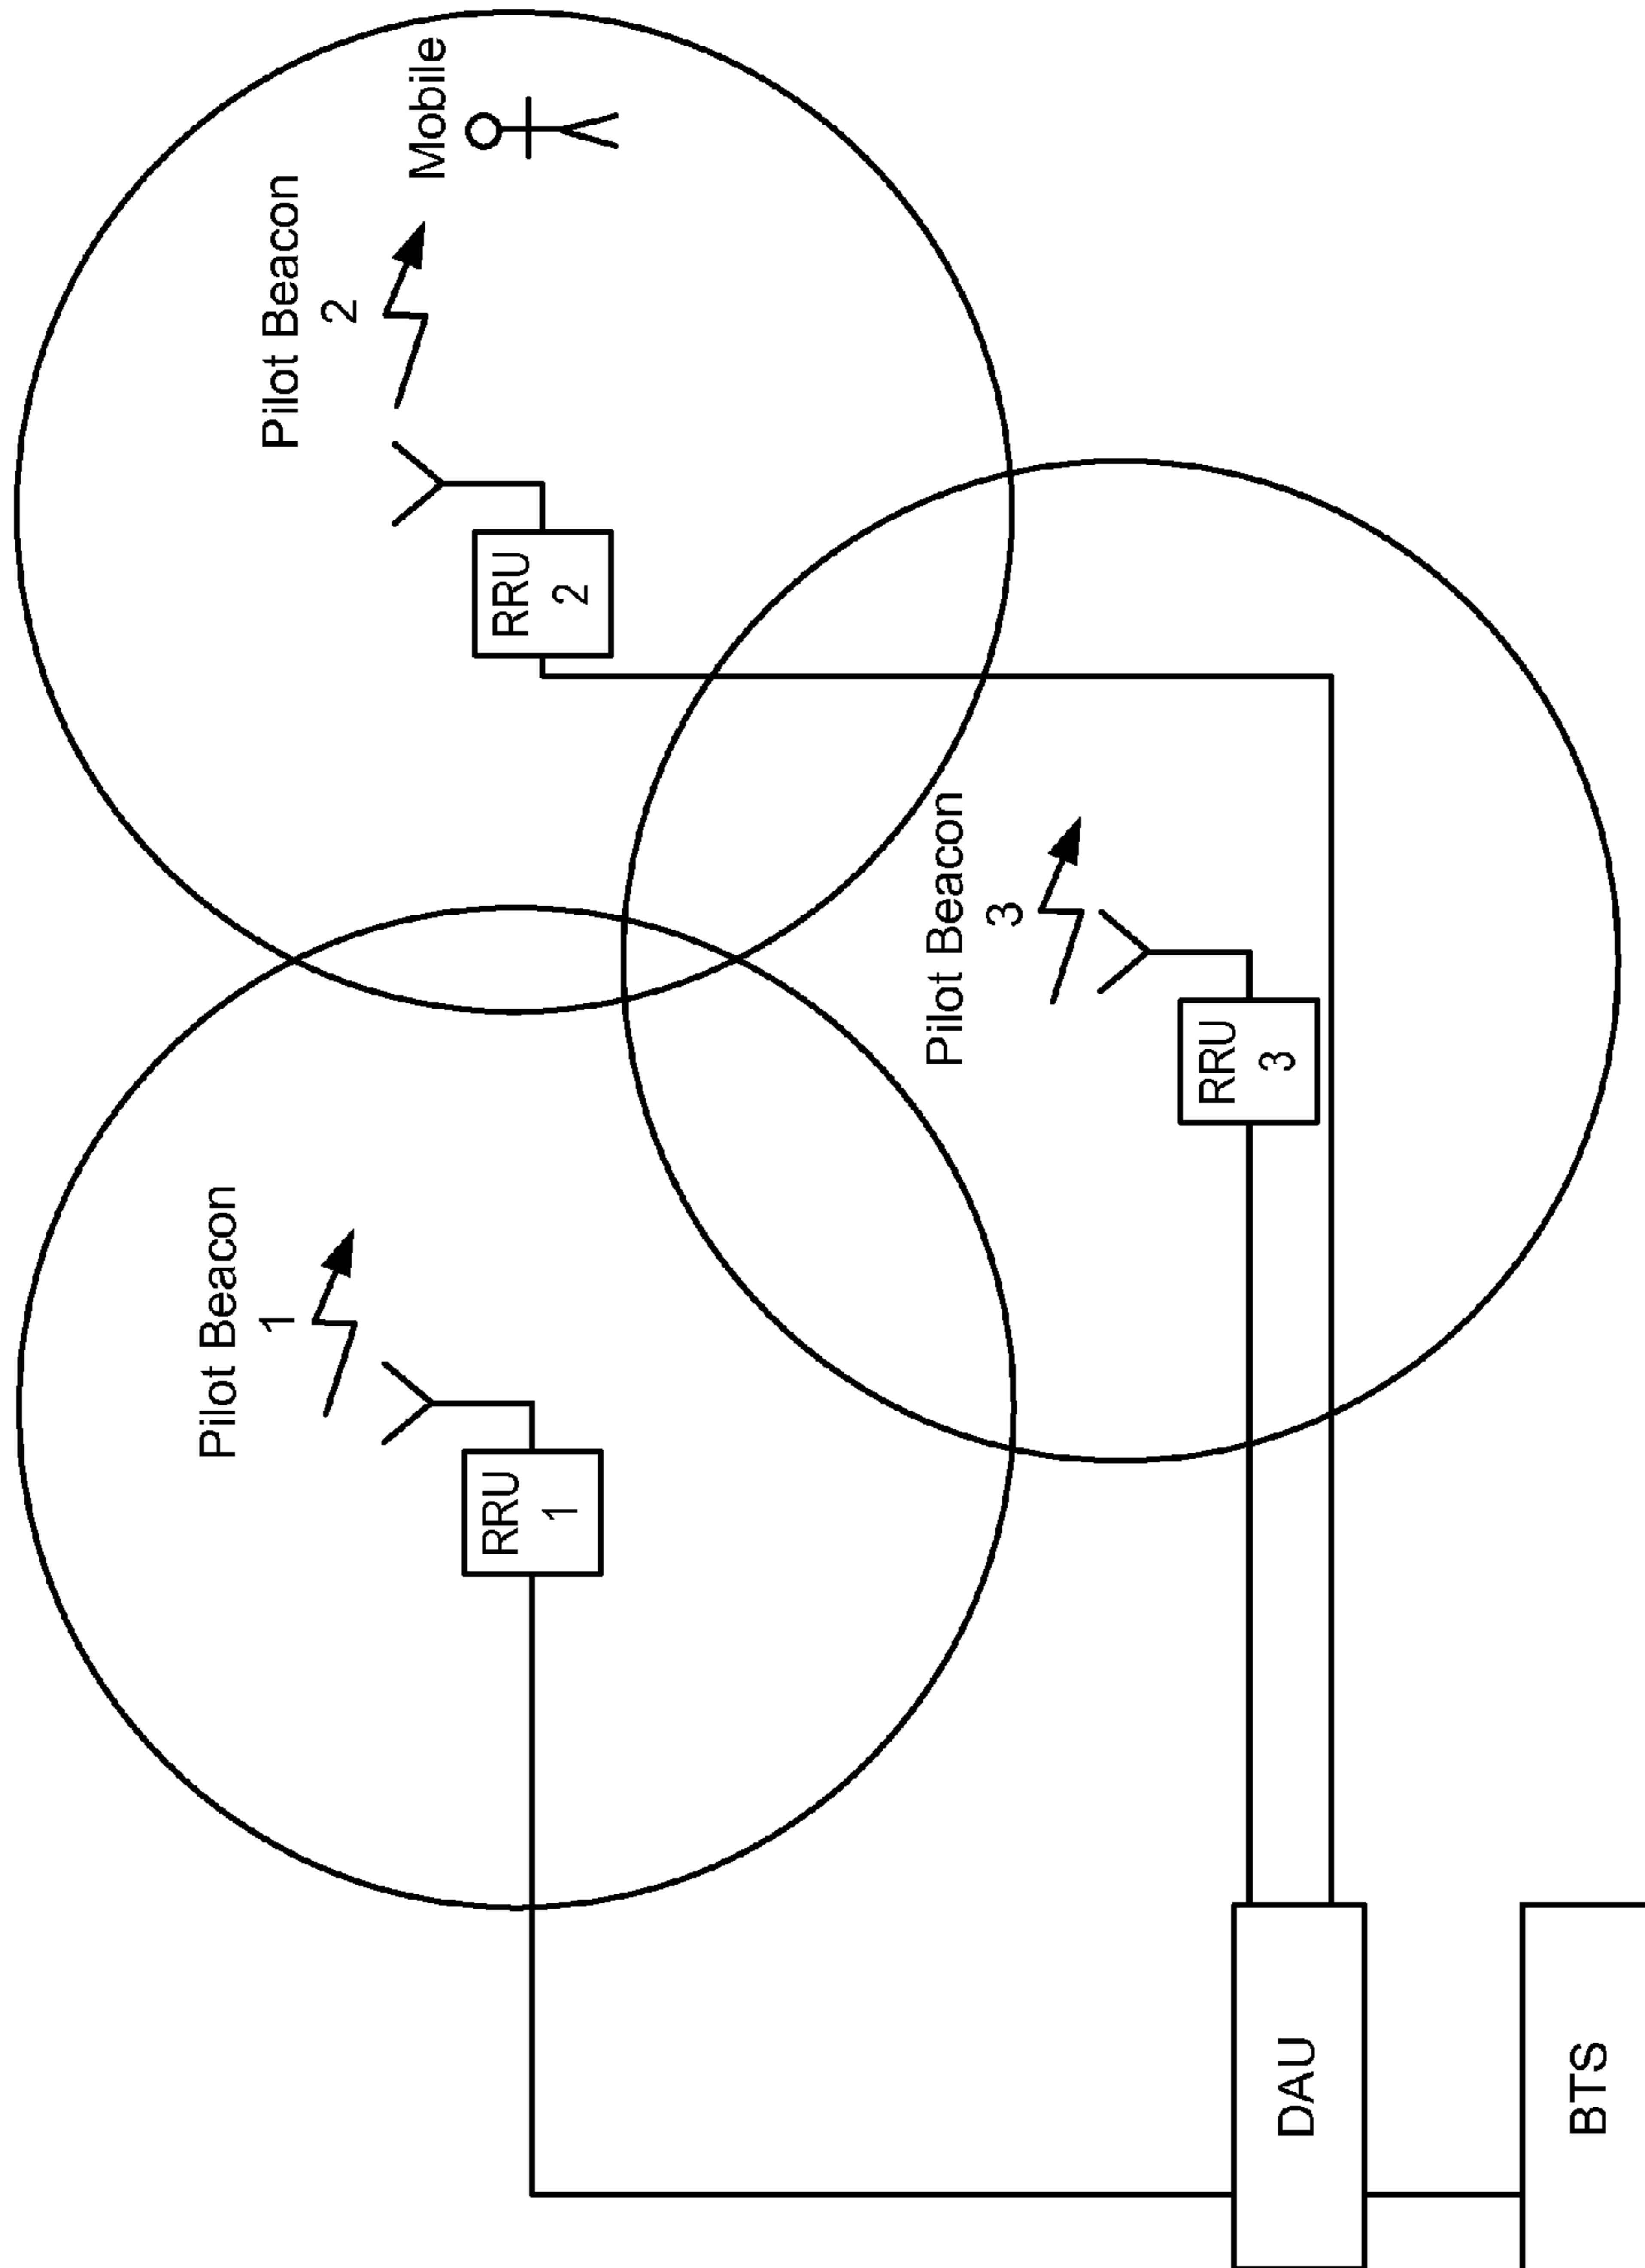 Mobile
Pilot Beacon
2
RRU
2
Pilot Beacon
1
RRU
1
Pilot Beacon
3
RRU
3
DAU
BTS